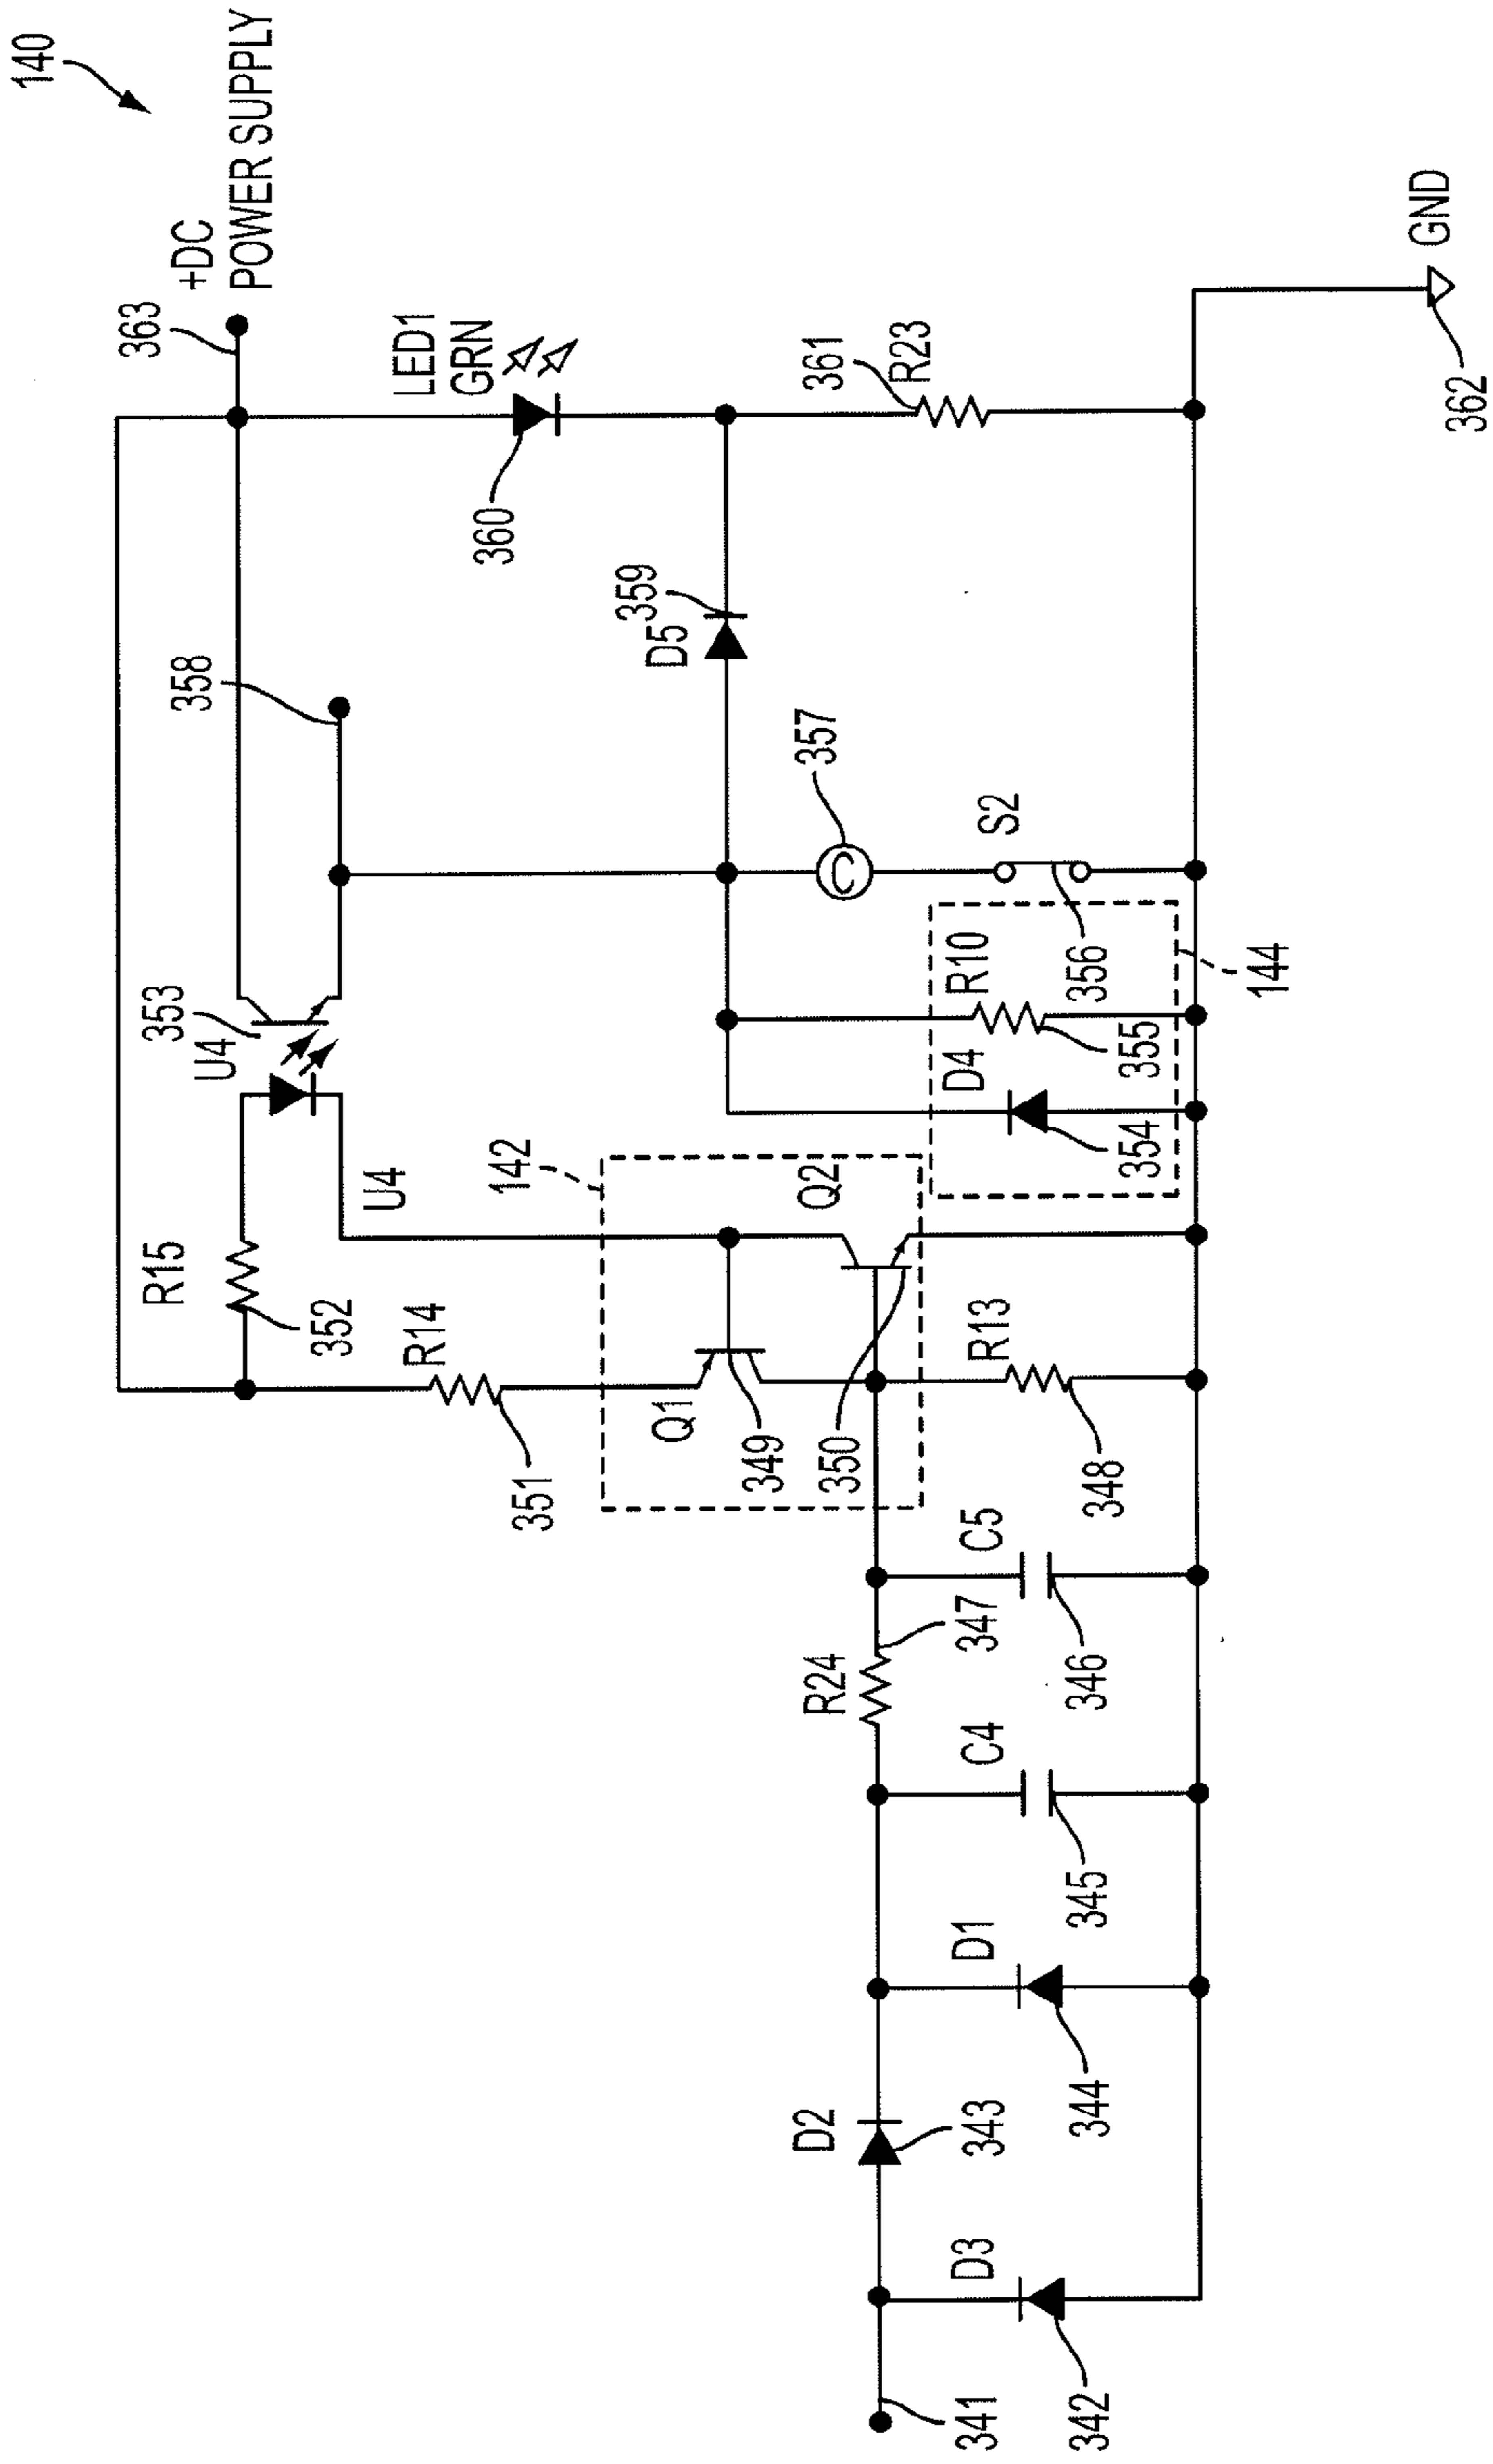 140
+DC
POWER SUPPLY
363
358
353
U4
R15
352
U4
LED1
GRN
360
R14
351
142
Q1
349
Q2
350
359
D5
357
361
R23
S2
356
R10
355
D4
354
144
R13
348
GND
362
C5
346
R24
347
C4
345
D1
344
D2
343
D3
342
341